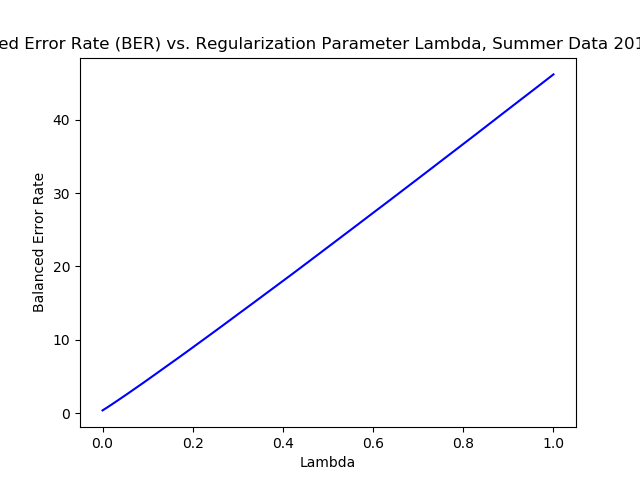 ed Error Rate (BER) vs. Regularization Parameter Lambda, Summer Data 201
Balanced Error Rate
40
30
20
10
0
0.0 0.2 0.4 0.6 0.8 1.0
Lambda